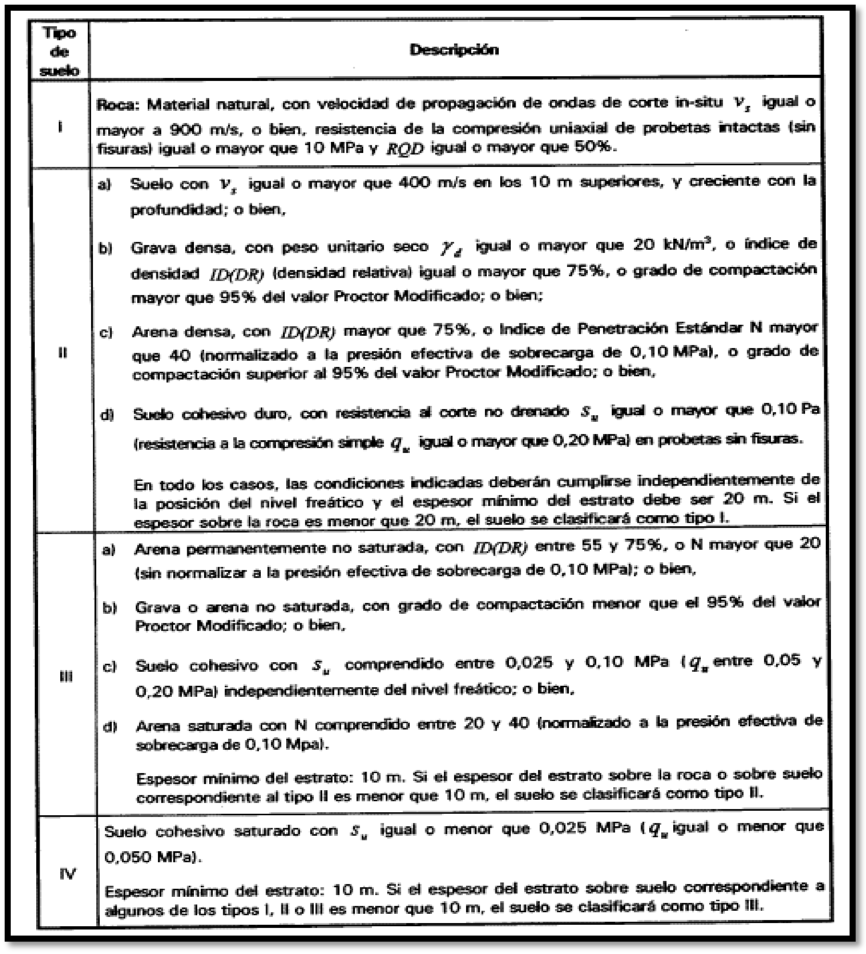 Tipo
de
suelo
Descripción
I
Roca: Material natural, con velocidad de propagación de ondas de corte in-situ νs igual o
mayor a 900 m/s, o bien, resistencia de la compresión uniaxial de probetas intactas (sin
fisuras) igual o mayor que 10 MPa y RQD igual o mayor que 50%.
II
a) Suelo con νs igual o mayor que 400 m/s en los 10 m superiores, y creciente con la
profundidad; o bien,
b) Grava densa, con peso unitario seco γd igual o mayor que 20 kN/m³, o índice de
densidad ID(DR) (densidad relativa) igual o mayor que 75%, o grado de compactación
mayor que 95% del valor Proctor Modificado; o bien;
c) Arena densa, con ID(DR) mayor que 75%, o Indice de Penetración Estándar N mayor
que 40 (normalizado a la presión efectiva de sobrecarga de 0,10 MPa), o grado de
compactación superior al 95% del valor Proctor Modificado; o bien,
d) Suelo cohesivo duro, con resistencia al corte no drenado su igual o mayor que 0,10 Pa
(resistencia a la compresión simple qu igual o mayor que 0,20 MPa) en probetas sin fisuras.
En todo los casos, las condiciones indicadas deberán cumplirse independientemente de
la posición del nivel freático y el espesor mínimo del estrato debe ser 20 m. Si el
espesor sobre la roca es menor que 20 m, el suelo se clasificará como tipo I.
III
a) Arena permanentemente no saturada, con ID(DR) entre 55 y 75%, o N mayor que 20
(sin normalizar a la presión efectiva de sobrecarga de 0,10 MPa); o bien,
b) Grava o arena no saturada, con grado de compactación menor que el 95% del valor
Proctor Modificado; o bien,
c) Suelo cohesivo con su comprendido entre 0,025 y 0,10 MPa (qu entre 0,05 y
0,20 MPa) independientemente del nivel freático; o bien,
d) Arena saturada con N comprendido entre 20 y 40 (normalizado a la presión efectiva de
sobrecarga de 0,10 Mpa).
Espesor mínimo del estrato: 10 m. Si el espesor del estrato sobre la roca o sobre suelo
correspondiente al tipo II es menor que 10 m, el suelo se clasificará como tipo II.
IV
Suelo cohesivo saturado con su igual o menor que 0,025 MPa (qu igual o menor que
0,050 MPa).
Espesor mínimo del estrato: 10 m. Si el espesor del estrato sobre suelo correspondiente a
algunos de los tipos I, II o III es menor que 10 m, el suelo se clasificará como tipo III.